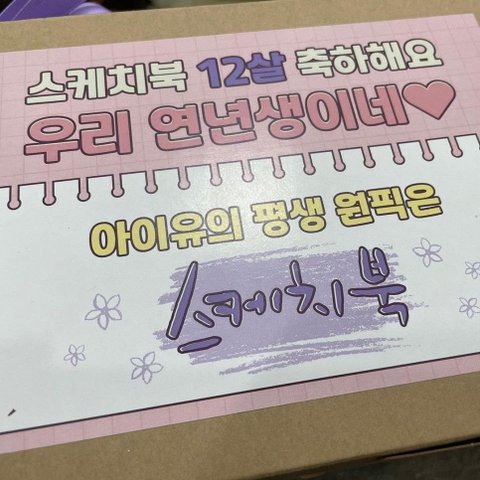 스케치북 12살 축하해요
우리 연년생이네♥
아이유의 평생 원픽은
스케치북